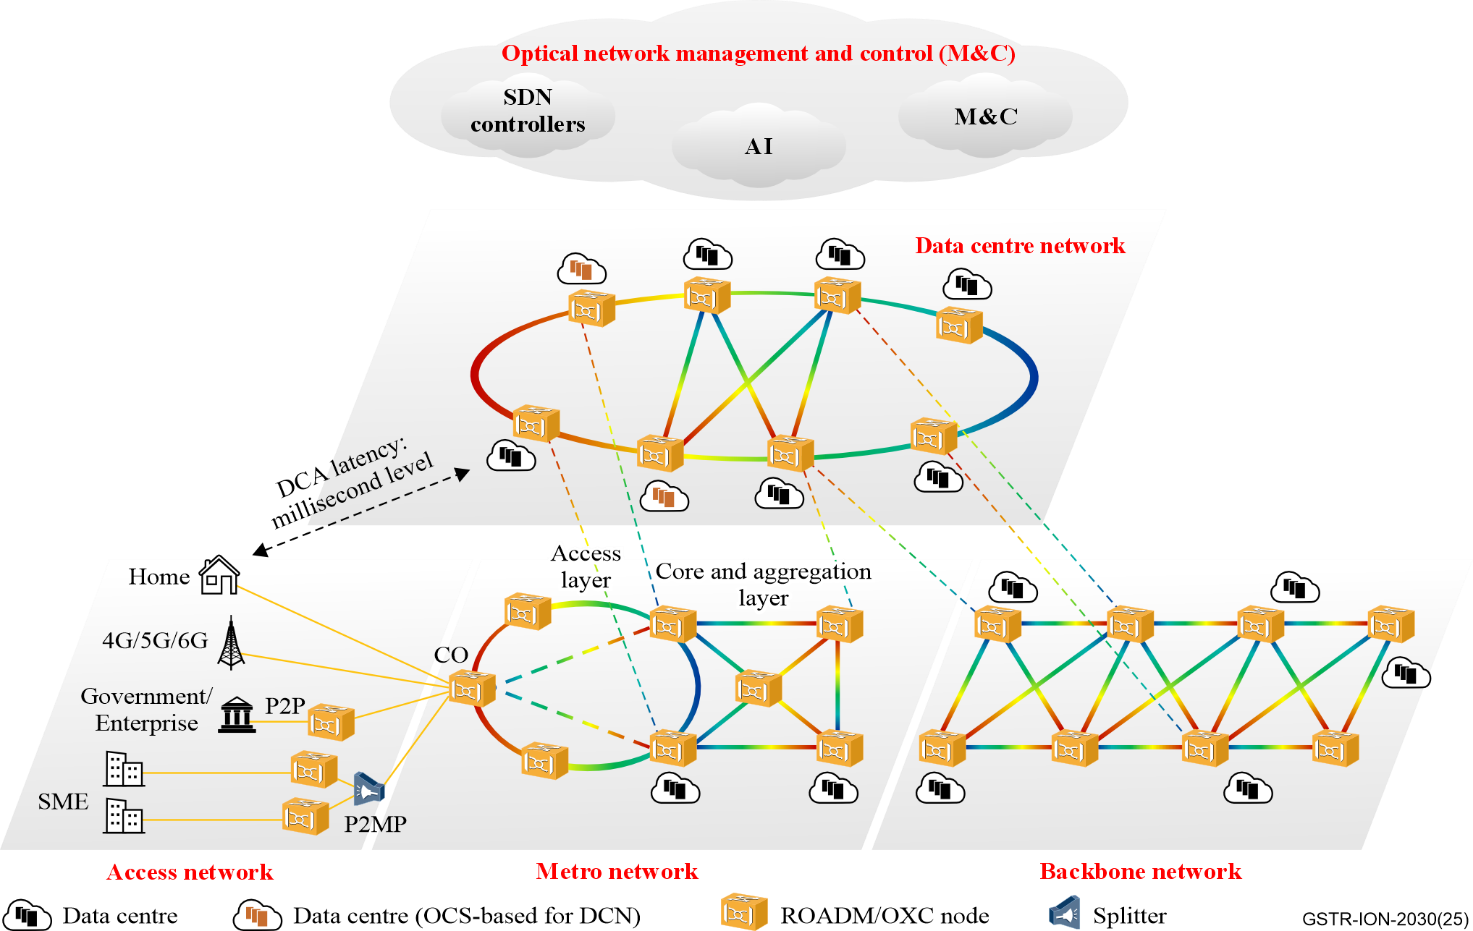 Optical network management and control (M&C)
SDN
controllers
AI
M&C
Data centre network
DCA latency:
millisecond level
Home
4G/5G/6G
Government/
Enterprise
P2P
SME
P2MP
CO
Access
layer
Core and aggregation
layer
Access network
Metro network
Backbone network
Data centre
Data centre (OCS-based for DCN)
ROADM/OXC node
Splitter
GSTR-ION-2030(25)